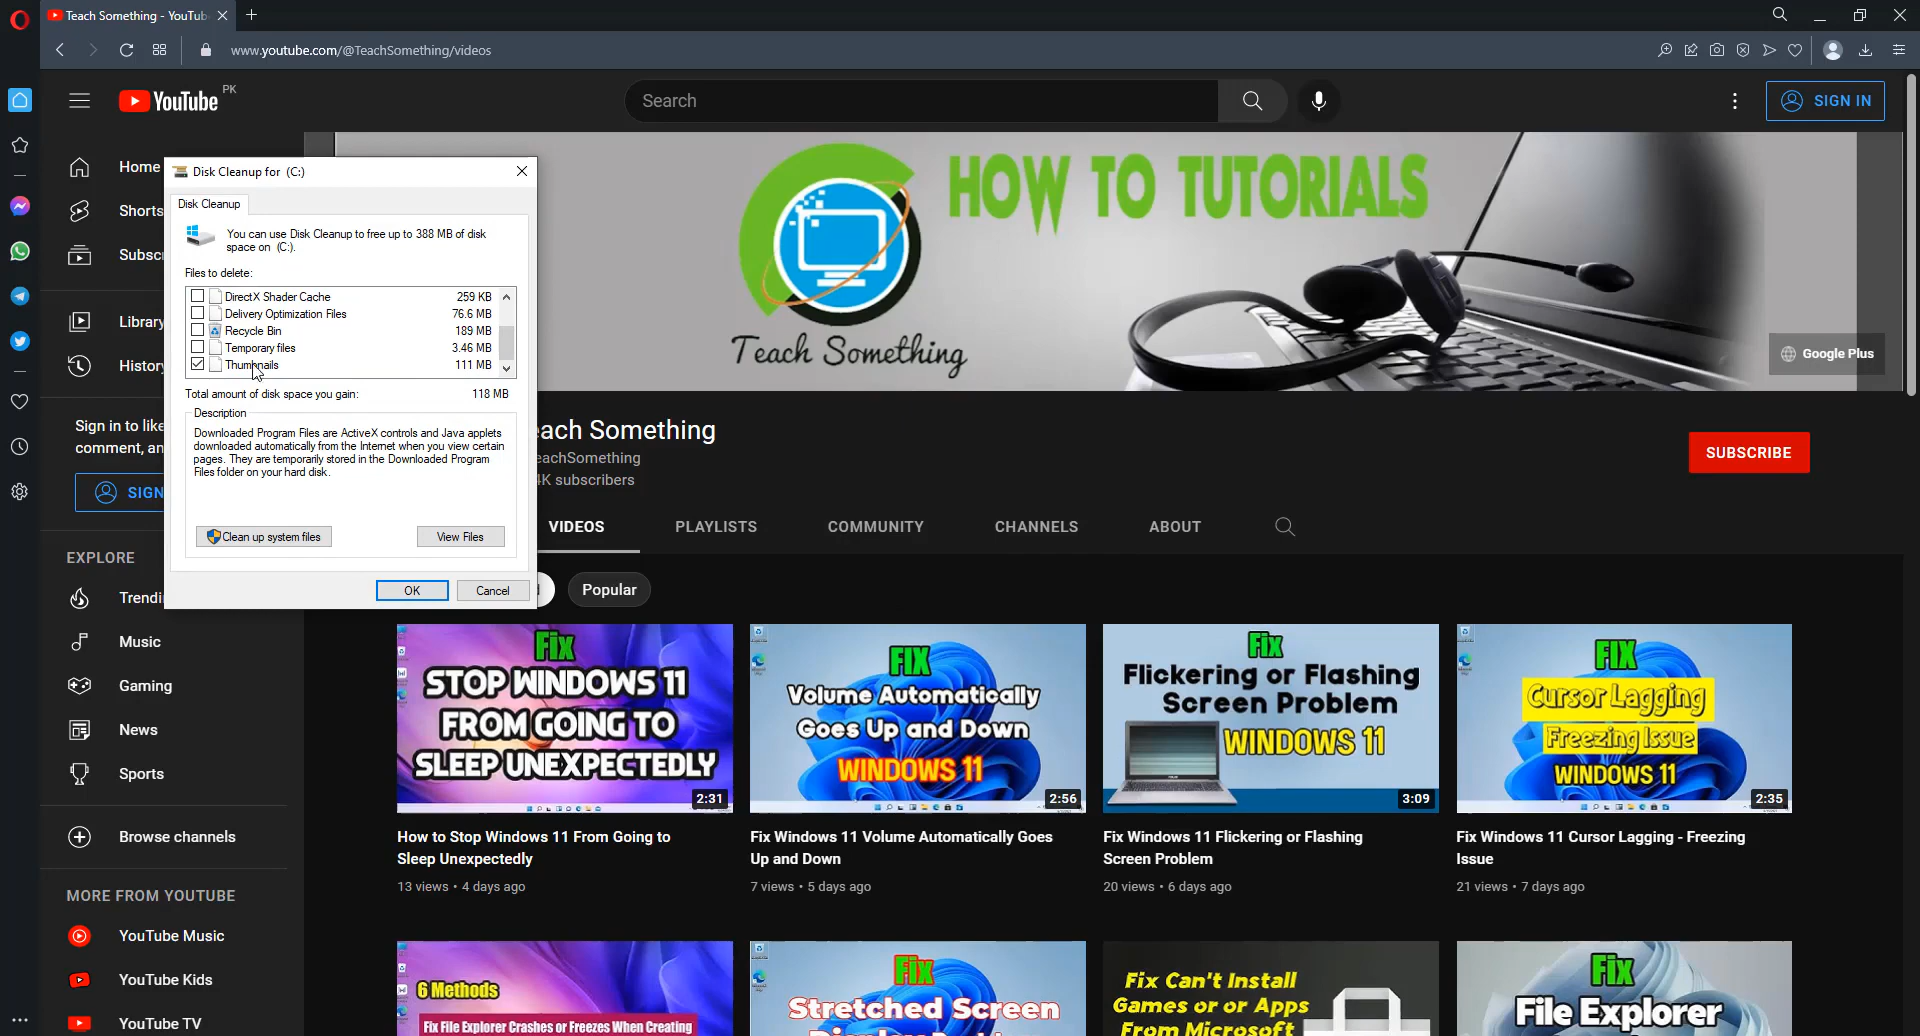 Teach Something - YouTub
www.youtube.com/@TeachSomething/videos
YouTube PK
Search
SIGN IN
Home
Shorts
Library
Sign in to like
comment, an
SIGN
EXPLORE
Music
Gaming
News
Sports
Browse channels
MORE FROM YOUTUBE
YouTube Music
YouTube Kids
YouTube TV
Disk Cleanup for (C:)
Disk Cleanup
You can use Disk Cleanup to free up to 388 MB of disk
space on (C:).
Files to delete:
DirectX Shader Cache 259 KB
Delivery Optimization Files 76.6 MB
Recycle Bin 189 MB
Temporary files 3.46 MB
Thumbnails 111 MB
Total amount of disk space you gain: 118 MB
Description
Downloaded Program Files are ActiveX controls and Java applets
downloaded automatically from the Internet when you view certain
pages. They are temporarily stored in the Downloaded Program
Files folder on your hard disk.
Clean up system files
View Files
OK
Cancel
HOW TO TUTORIALS
Teach Something
Google Plus
each Something
eachSomething
4K subscribers
SUBSCRIBE
VIDEOS
PLAYLISTS
COMMUNITY
CHANNELS
ABOUT
Popular
Fix
STOP WINDOWS 11
FROM GOING TO
SLEEP UNEXPECTEDLY
2:31
How to Stop Windows 11 From Going to
Sleep Unexpectedly
13 views • 4 days ago
FIX
Volume Automatically
Goes Up and Down
WINDOWS 11
2:56
Fix Windows 11 Volume Automatically Goes
Up and Down
7 views • 5 days ago
Fix
Flickering or Flashing
Screen Problem
WINDOWS 11
3:09
Fix Windows 11 Flickering or Flashing
Screen Problem
20 views • 6 days ago
FIX
Cursor Lagging
Freezing Issue
WINDOWS 11
2:35
Fix Windows 11 Cursor Lagging - Freezing
Issue
21 views • 7 days ago
6 Methods
Fix File Explorer Crashes or Freezes When Creating
Fix
Stretched Screen
Fix Can't Install
Games or or Apps
From Microsoft
Fix
File Explorer